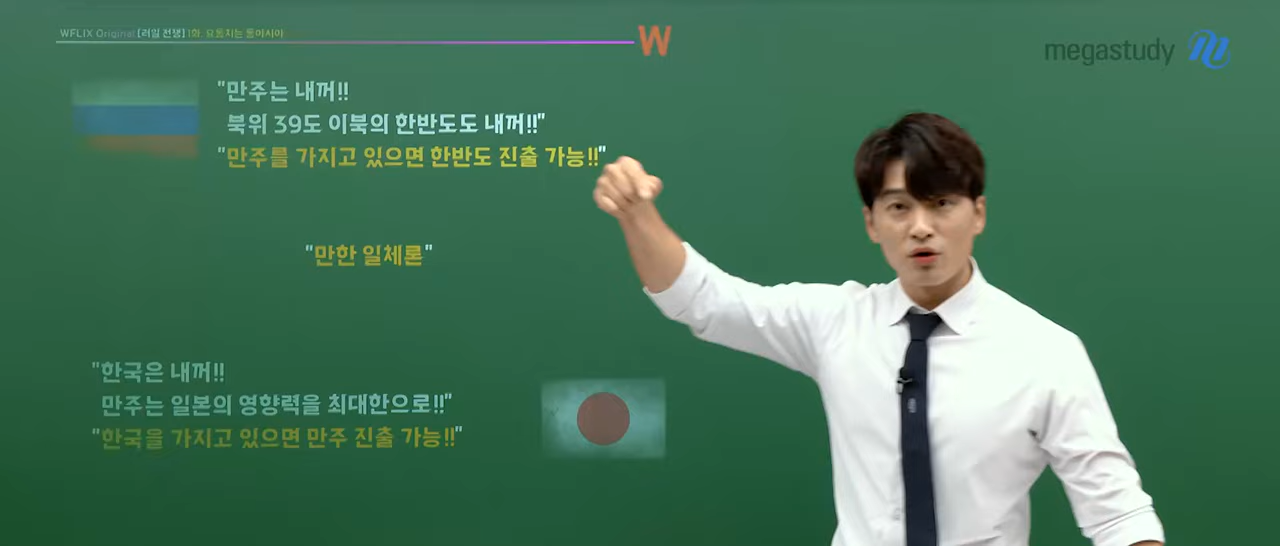 WFLIX Original [러일 전쟁] 1화. 요동치는 동아시아
W
megastudy
"만주는 내꺼!!
북위 39도 이북의 한반도도 내꺼!!"
"만주를 가지고 있으면 한반도 진출 가능!!"
"만한 일체론"
"한국은 내꺼!!
만주는 일본의 영향력을 최대한으로!!"
"한국을 가지고 있으면 만주 진출 가능!!"